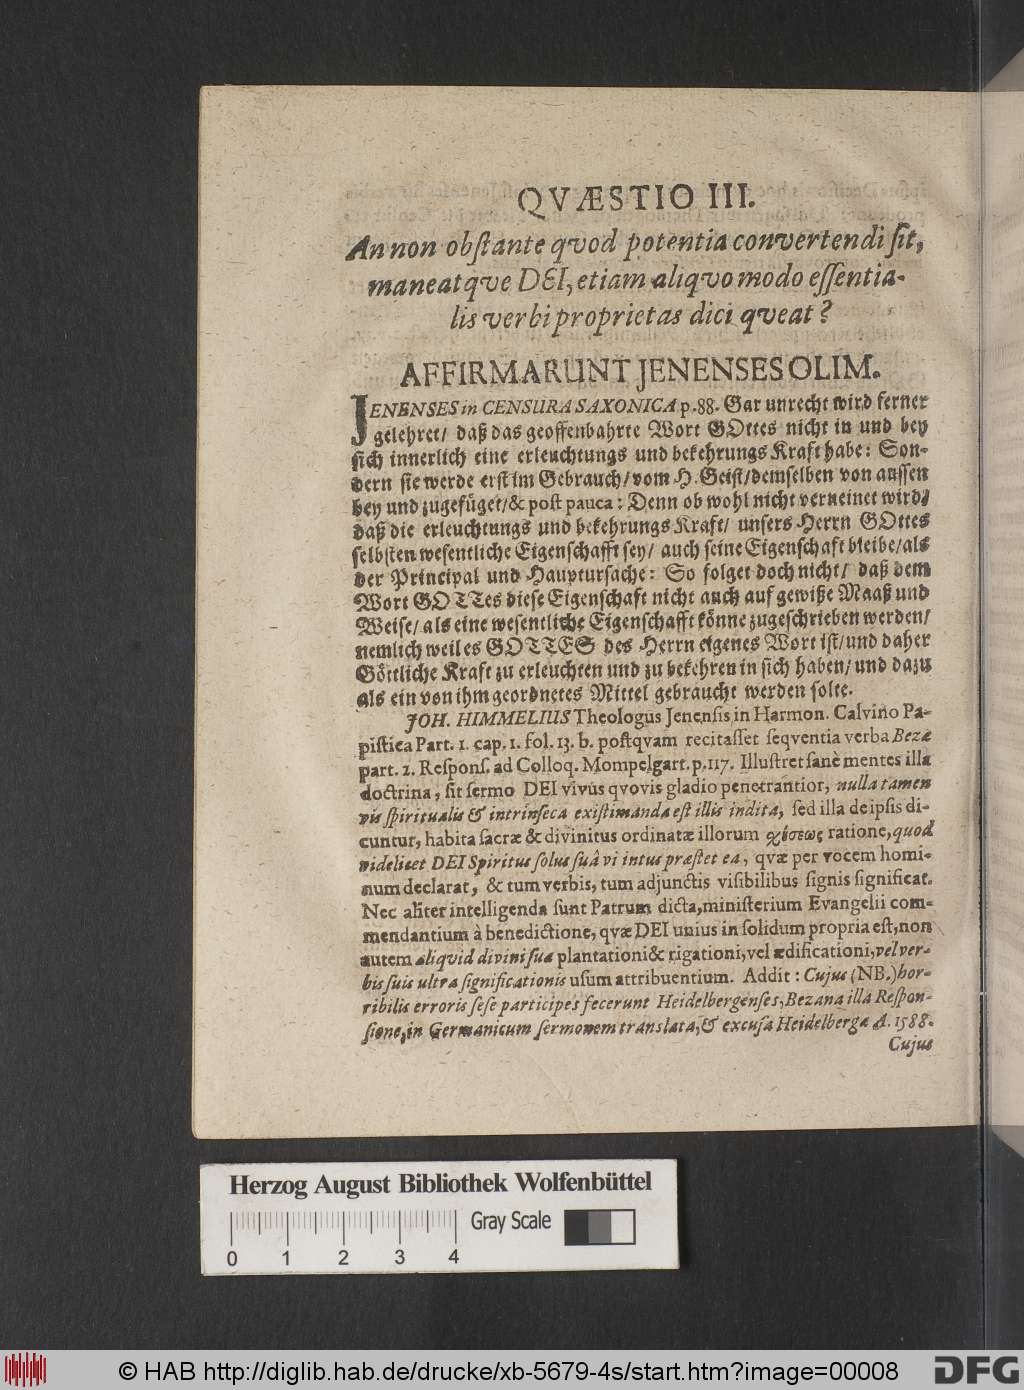 QVÆSTIO III.
An non obſtante qvod potentia convertendi ſit,
maneatqve DEI, etiam aliqvo modo eſſentia-
lis verbi proprietas dici qveat?
AFFIRMARUNT JENENSES OLIM.
JENENSES in CENSURA SAXONICA p. 88. Gar unrecht wird ferner
gelehret/ daß das geoffenbahrte Wort GOttes nicht in und bey
ſich innerlich eine erleuchtungs und bekehrungs Kraft habe: Son-
dern ſie werde erſt im Gebrauch/ vom H. Geiſt/ demſelben von auſſen
bey und zugefüget/ & poſt pauca: Denn ob wohl nicht verneinet wird/
daß die erleuchtungs und bekehrungs Kraft/ unſers Herrn GOttes
ſelbſten weſentliche Eigenſchafft ſey/ auch ſeine Eigenſchaft bleibe/ als
der Principal und Haupturſache: So folget doch nicht/ daß dem
Wort GOTTes dieſe Eigenſchaft nicht auch auf gewiße Maaß und
Weiſe/ als eine weſentliche Eigenſchafft könne zugeſchrieben werden/
nemlich weil es GOTTES des Herrn eigenes Wort iſt/ und daher
Göttliche Kraft zu erleuchten und zu bekehren in ſich haben/ und dazu
als ein von ihm geordnetes Mittel gebraucht werden ſolte.
JOH. HIMMELIUS Theologus Jenenſis in Harmon. Calvino Pa-
piſtica Part. 1. cap. 1. fol. 13. b. poſtqvam recitaſſet ſeqventia verba Bezæ
part. 2. Reſponſ. ad Colloq. Mompelgart. p. 117. Illuſtret ſanè mentes illa
doctrina, ſit ſermo DEI vivus qvovis gladio penetrantior, nulla tamen
vis ſpiritualis & intrinſeca exiſtimanda eſt illis indita, ſed illa de ipſis di-
cuntur, habita ſacræ & divinitus ordinatæ illorum χέσεως ratione, quod
videlicet DEI Spiritus ſolus ſuâ vi intus præſtet ea, qvæ per vocem homi-
num declarat, & tum verbis, tum adjunctis viſibilibus ſignis ſignificat.
Nec aliter intelligenda ſunt Patrum dicta, miniſterium Evangelii com-
mendantium à benedictione, qvæ DEI unius in ſolidum propria eſt, non
autem aliquid divini ſuæ plantationi & rigationi, vel ædificationi, vel ver-
bis ſuis ultra ſignificationis uſum attribuentium. Addit: Cujus (NB.) hor-
ribilis erroris ſeſe participes fecerunt Heidelbergenſes, Bezana illa Reſpon-
ſione, in Germanicum ſermonem translata, & excuſa Heidelbergæ A. 1588.
Cujus
Herzog August Bibliothek Wolfenbüttel
Gray Scale
0 1 2 3 4
© HAB http://diglib.hab.de/drucke/xb-5679-4s/start.htm?image=00008
DFG